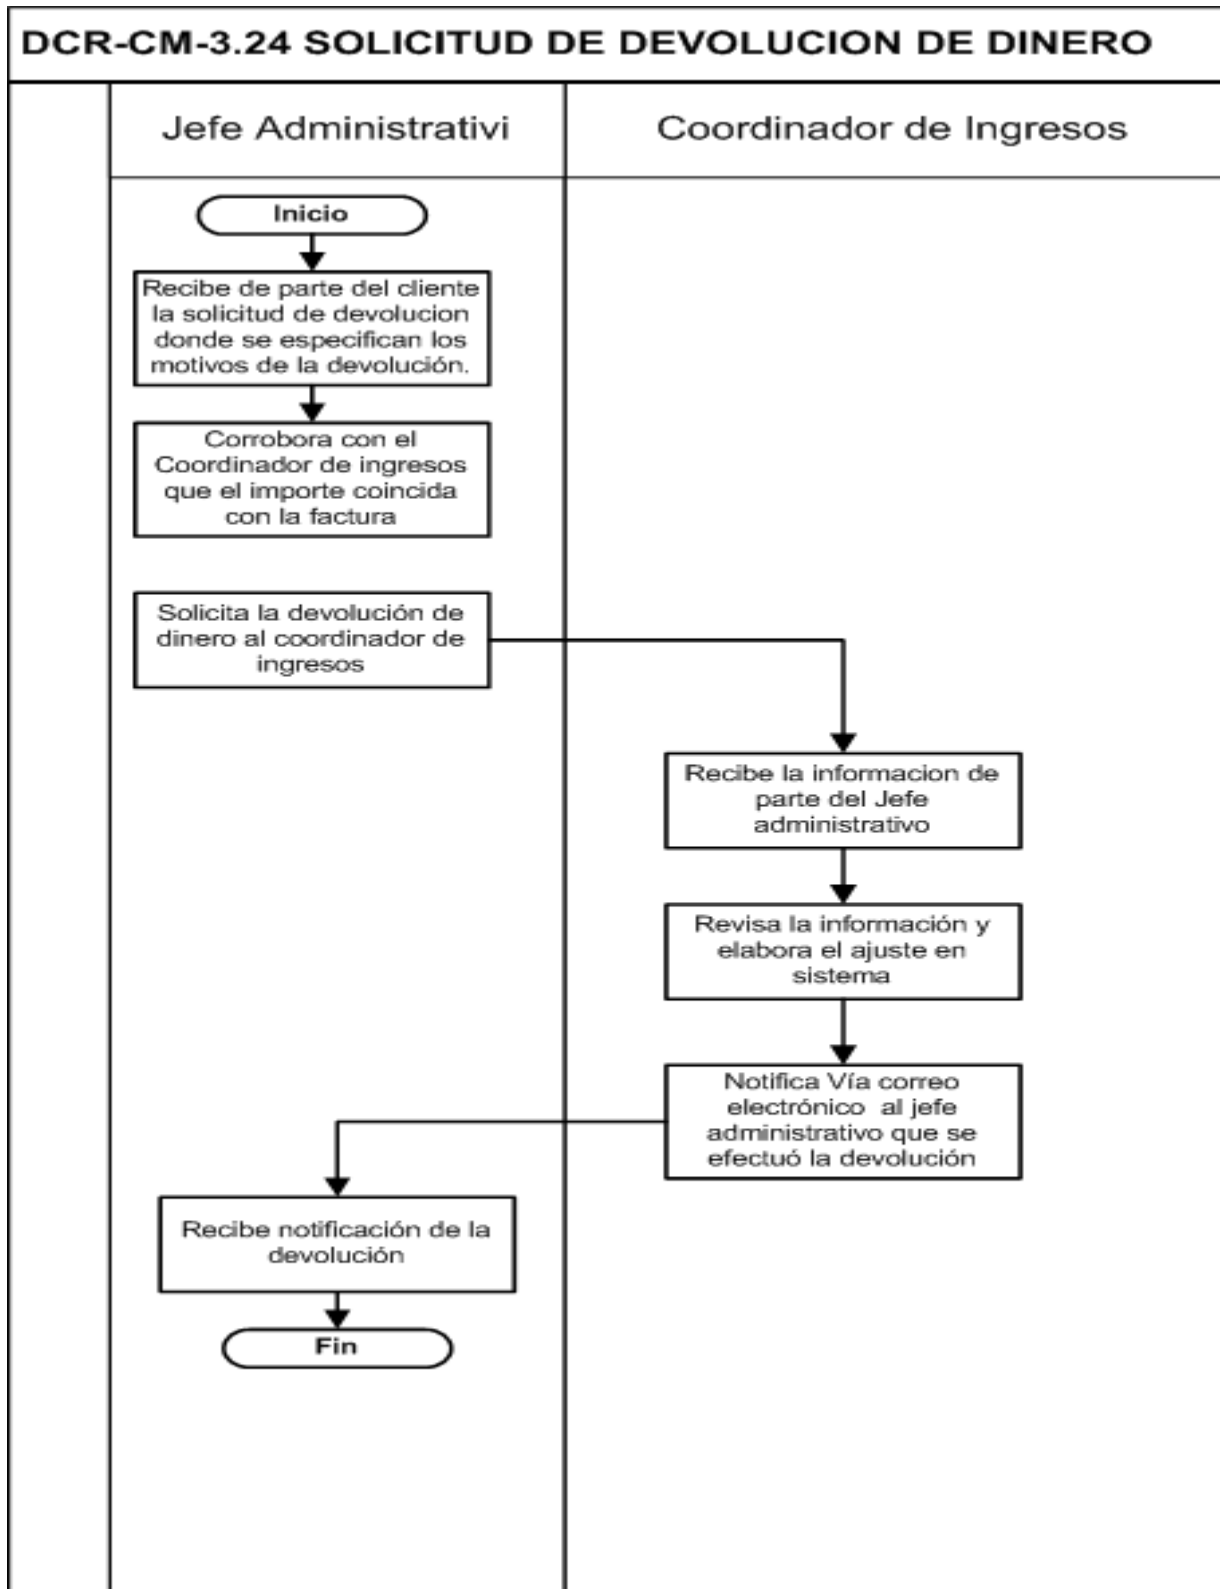 DCR-CM-3.24 SOLICITUD DE DEVOLUCION DE DINERO
Jefe Administrativi
Coordinador de Ingresos
Inicio
Recibe de parte del cliente
la solicitud de devolucion
donde se especifican los
motivos de la devolución.
Corrobora con el
Coordinador de ingresos
que el importe coincida
con la factura
Solicita la devolución de
dinero al coordinador de
ingresos
Recibe la informacion de
parte del Jefe
administrativo
Revisa la información y
elabora el ajuste en
sistema
Notifica Vía correo
electrónico al jefe
administrativo que se
efectuó la devolución
Recibe notificación de la
devolución
Fin